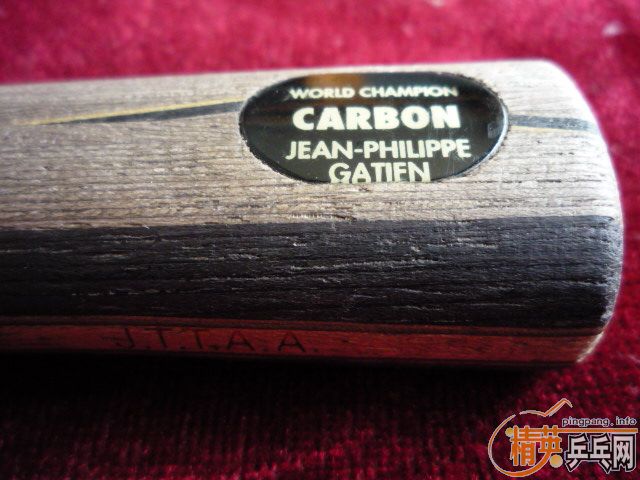 WORLD CHAMPION
CARBON
JEAN-PHILIPPE
GATIEN
J.T.T.A.A.
pingpang.info
精英乒乓网